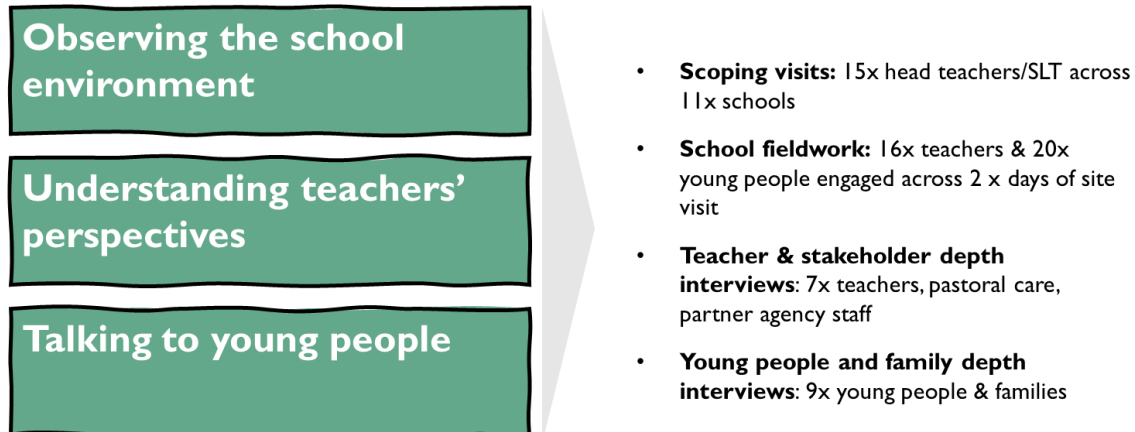 Observing the school
environment
Understanding teachers’
perspectives
Talking to young people
• Scoping visits: 15x head teachers/SLT across
11x schools
• School fieldwork: 16x teachers & 20x
young people engaged across 2 x days of site
visit
• Teacher & stakeholder depth
interviews: 7x teachers, pastoral care,
partner agency staff
• Young people and family depth
interviews: 9x young people & families